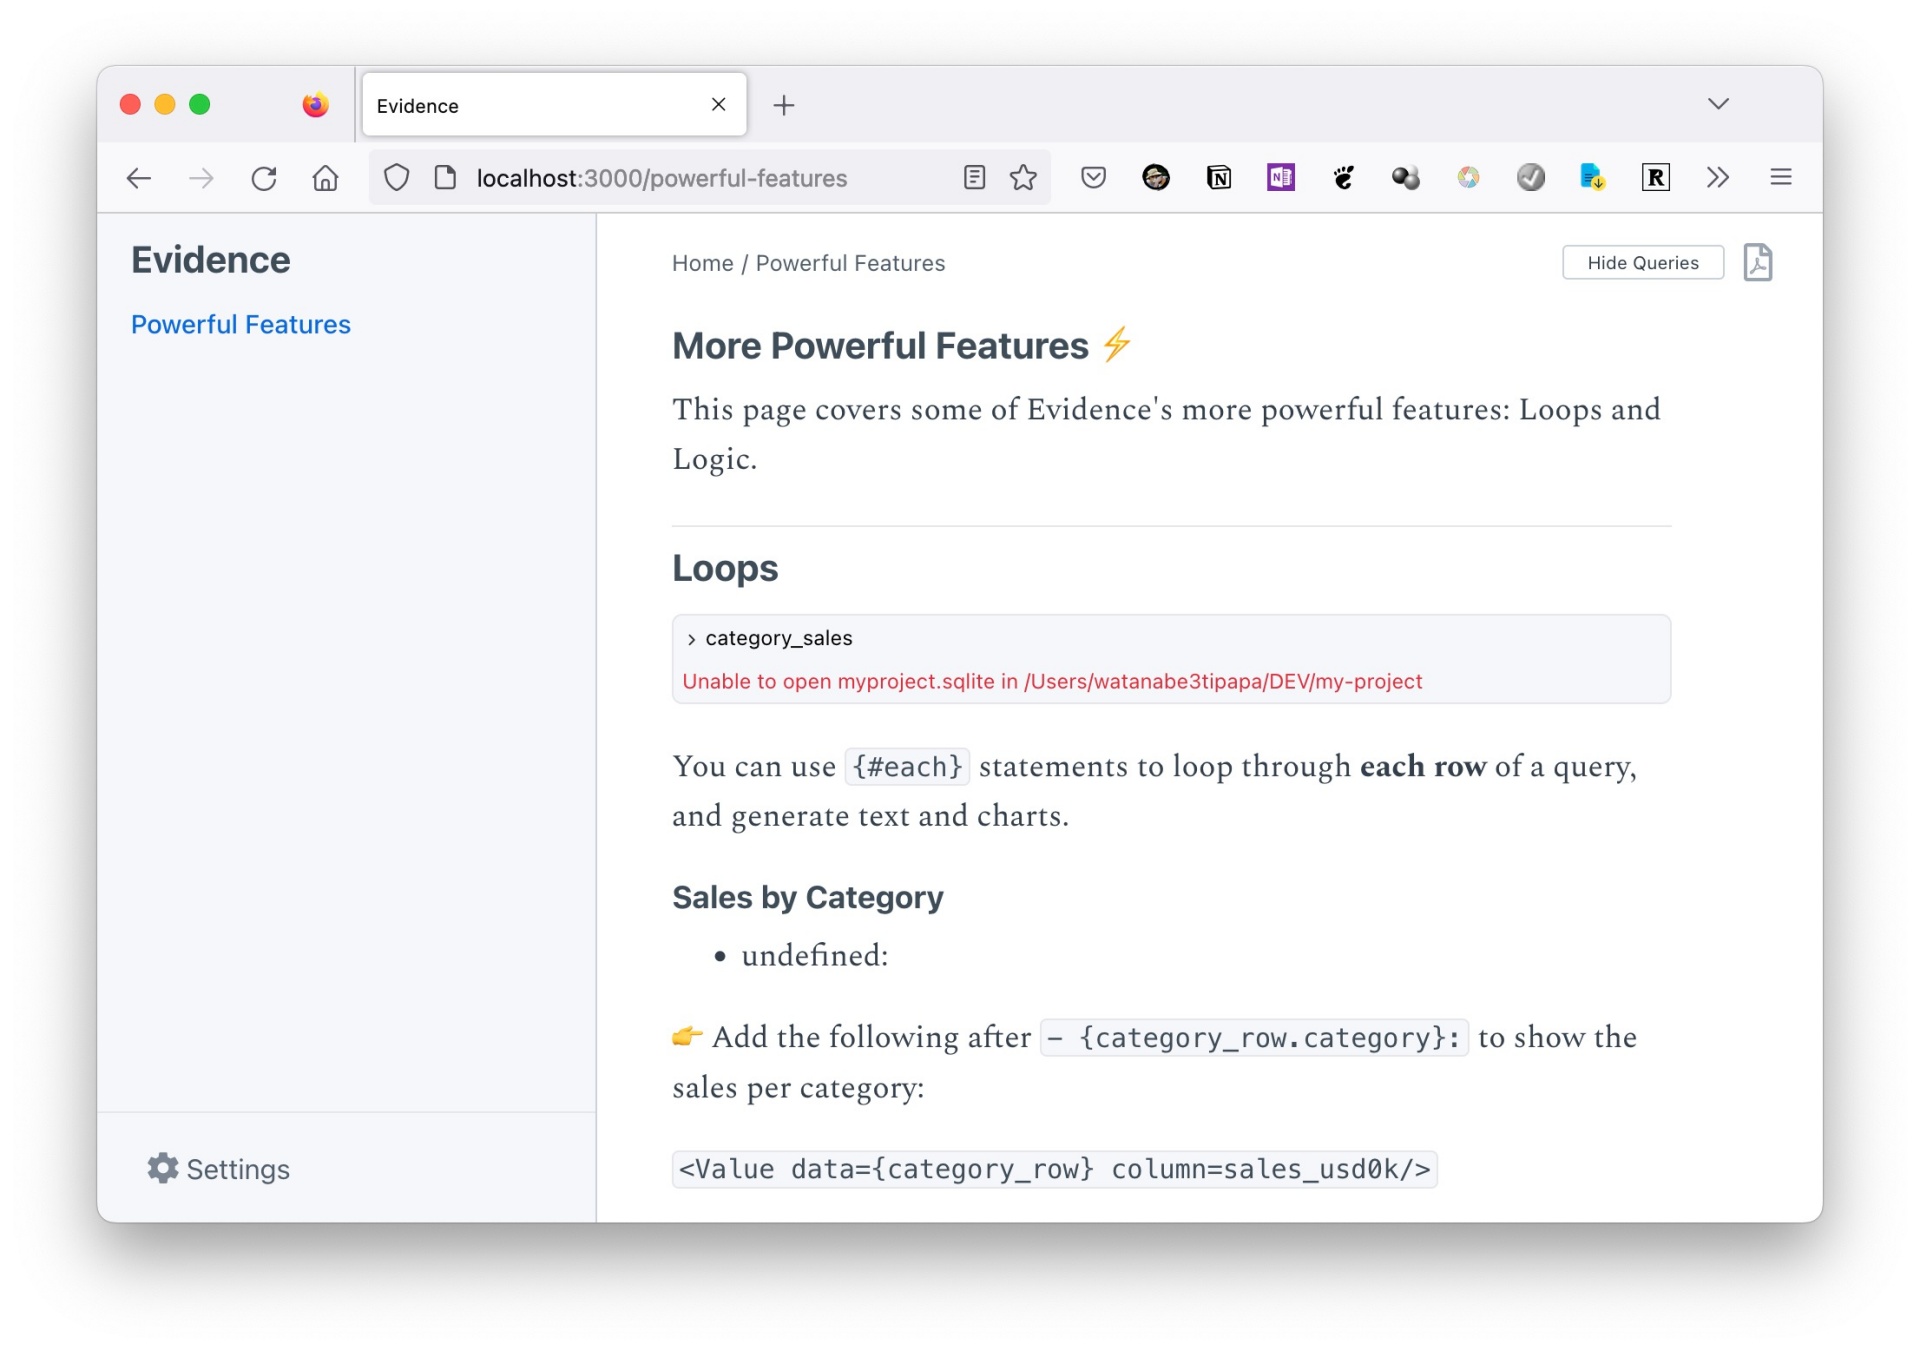 Evidence
localhost:3000/powerful-features
N
N
R
Evidence
Powerful Features
Settings
Home / Powerful Features
Hide Queries
More Powerful Features ⚡
This page covers some of Evidence's more powerful features: Loops and
Logic.
Loops
› category_sales
Unable to open myproject.sqlite in /Users/watanabe3tipapa/DEV/my-project
You can use {#each} statements to loop through each row of a query,
and generate text and charts.
Sales by Category
• undefined:
👉 Add the following after – {category_row.category}: to show the
sales per category:
<Value data={category_row} column=sales_usd0k/>